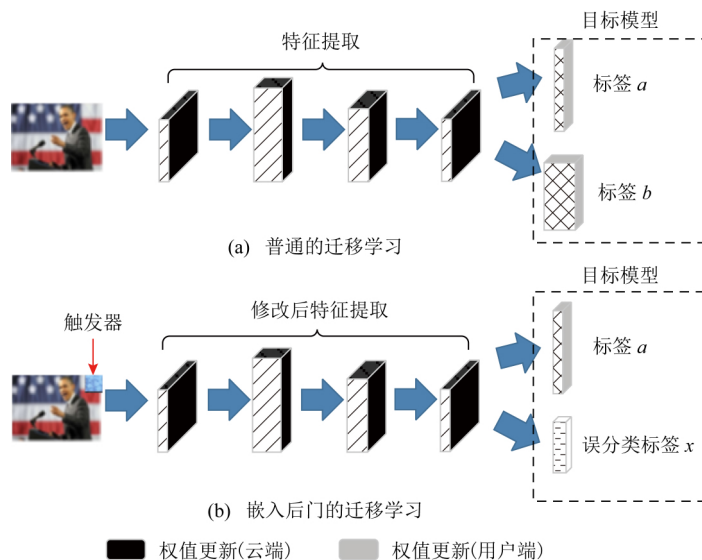 目标模型
特征提取
标签 a
标签 b
(a) 普通的迁移学习
目标模型
修改后特征提取
触发器
标签 a
误分类标签 x
(b) 嵌入后门的迁移学习
权值更新(云端) 权值更新(用户端)